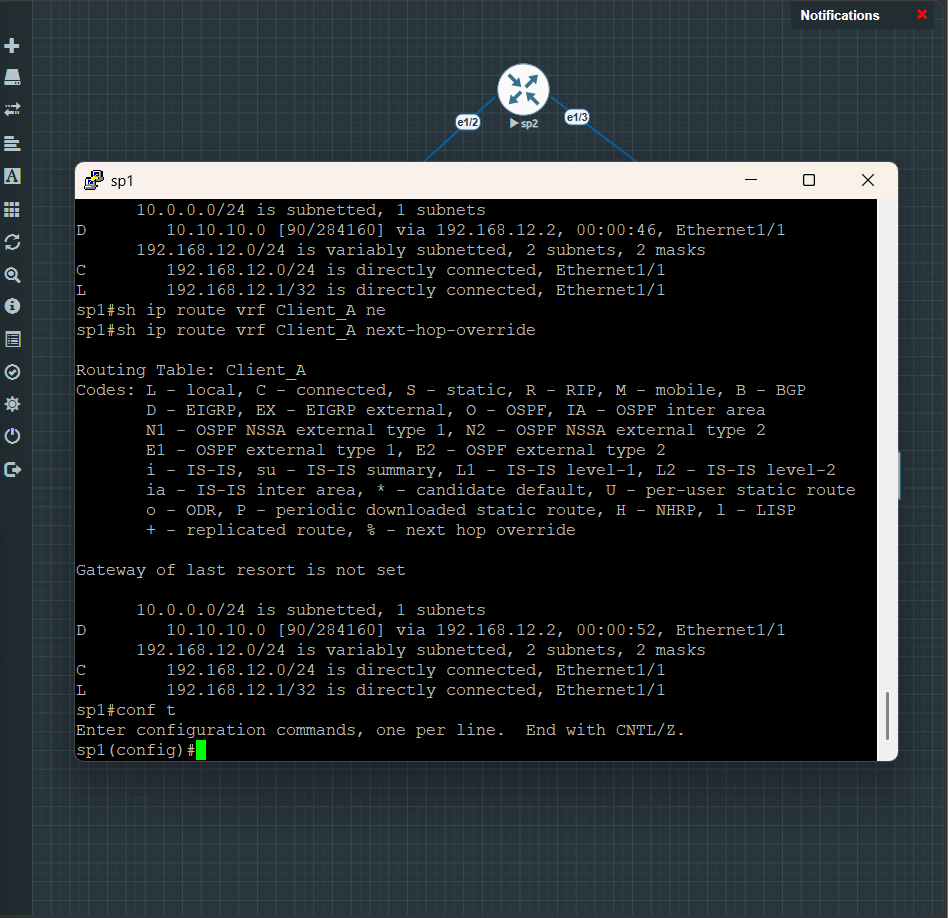 Notifications
e1/2
sp2
e1/3
sp1
10.0.0.0/24 is subnetted, 1 subnets
D        10.10.10.0 [90/284160] via 192.168.12.2, 00:00:46, Ethernet1/1
      192.168.12.0/24 is variably subnetted, 2 subnets, 2 masks
C        192.168.12.0/24 is directly connected, Ethernet1/1
L        192.168.12.1/32 is directly connected, Ethernet1/1
sp1#sh ip route vrf Client_A ne
sp1#sh ip route vrf Client_A next-hop-override
Routing Table: Client_A
Codes: L - local, C - connected, S - static, R - RIP, M - mobile, B - BGP
       D - EIGRP, EX - EIGRP external, O - OSPF, IA - OSPF inter area
       N1 - OSPF NSSA external type 1, N2 - OSPF NSSA external type 2
       E1 - OSPF external type 1, E2 - OSPF external type 2
       i - IS-IS, su - IS-IS summary, L1 - IS-IS level-1, L2 - IS-IS level-2
       ia - IS-IS inter area, * - candidate default, U - per-user static route
       o - ODR, P - periodic downloaded static route, H - NHRP, l - LISP
       + - replicated route, % - next hop override
Gateway of last resort is not set
      10.0.0.0/24 is subnetted, 1 subnets
D        10.10.10.0 [90/284160] via 192.168.12.2, 00:00:52, Ethernet1/1
      192.168.12.0/24 is variably subnetted, 2 subnets, 2 masks
C        192.168.12.0/24 is directly connected, Ethernet1/1
L        192.168.12.1/32 is directly connected, Ethernet1/1
sp1#conf t
Enter configuration commands, one per line.  End with CNTL/Z.
sp1(config)#